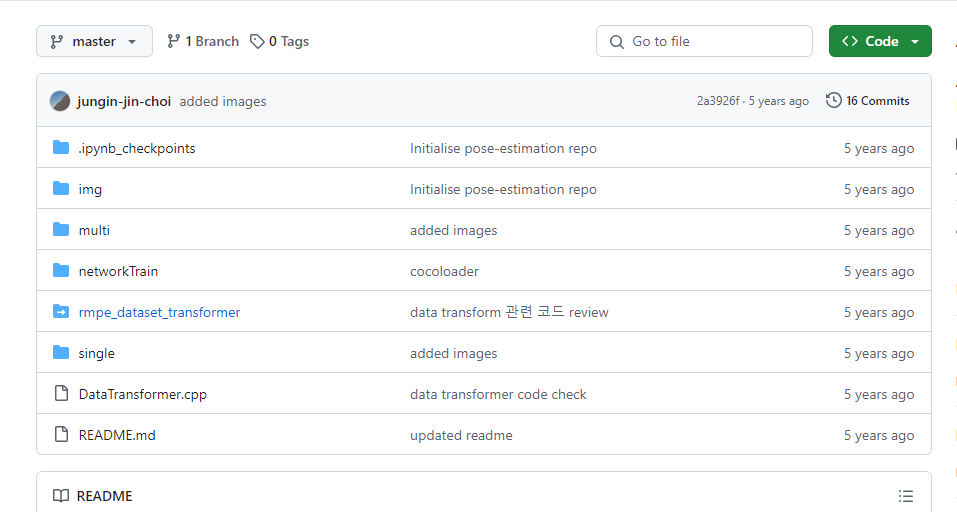 master 1 Branch 0 Tags Go to file Code
jungin-jin-choi added images 2a3926f · 5 years ago 16 Commits
.ipynb_checkpoints Initialise pose-estimation repo 5 years ago
img Initialise pose-estimation repo 5 years ago
multi added images 5 years ago
networkTrain cocoloader 5 years ago
rmpe_dataset_transformer data transform 관련 코드 review 5 years ago
single added images 5 years ago
DataTransformer.cpp data transformer code check 5 years ago
README.md updated readme 5 years ago
README